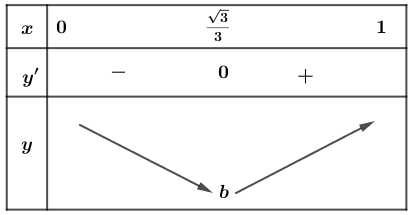 x 0 √3/3 1
y′ − 0 +
y b